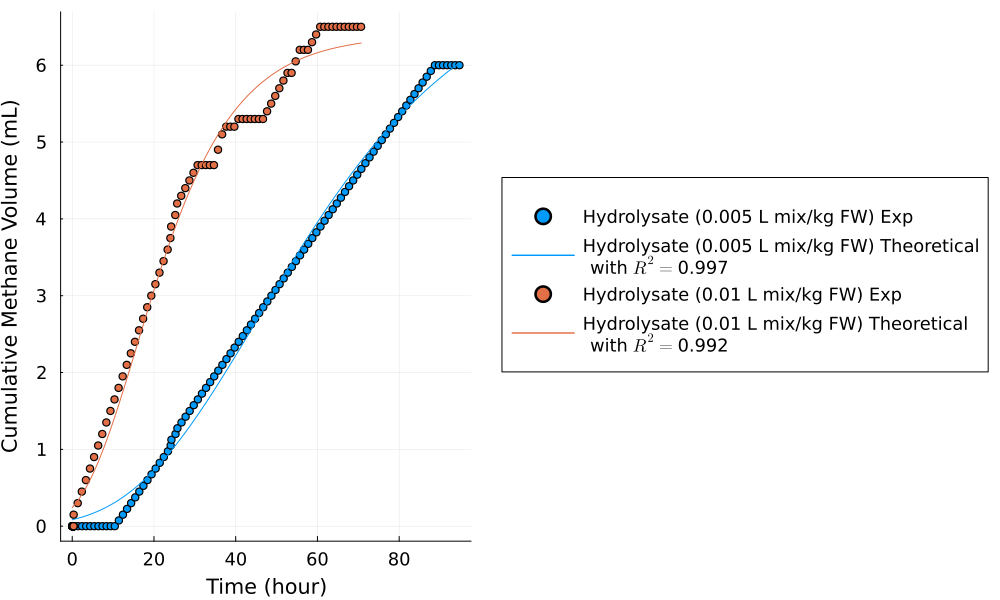 6
5
4
3
2
1
0
0 20 40 60 80
Cumulative Methane Volume (mL)
Time (hour)
Hydrolysate (0.005 L mix/kg FW) Exp
Hydrolysate (0.005 L mix/kg FW) Theoretical
with R² = 0.997
Hydrolysate (0.01 L mix/kg FW) Exp
Hydrolysate (0.01 L mix/kg FW) Theoretical
with R² = 0.992